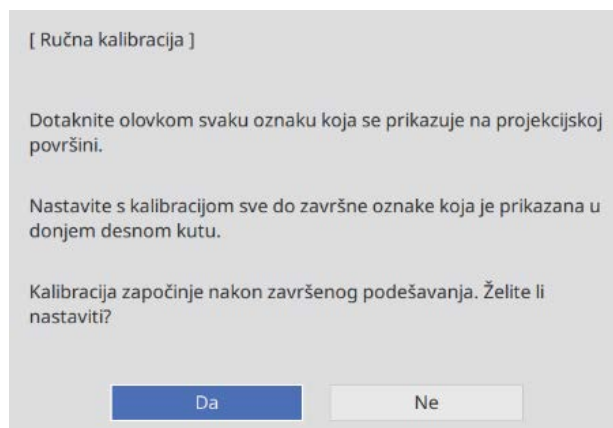 [ Ručna kalibracija ]
Dotaknite olovkom svaku oznaku koja se prikazuje na projekcijskoj
površini.
Nastavite s kalibracijom sve do završne oznake koja je prikazana u
donjem desnom kutu.
Kalibracija započinje nakon završenog podešavanja. Želite li
nastaviti?
Da
Ne